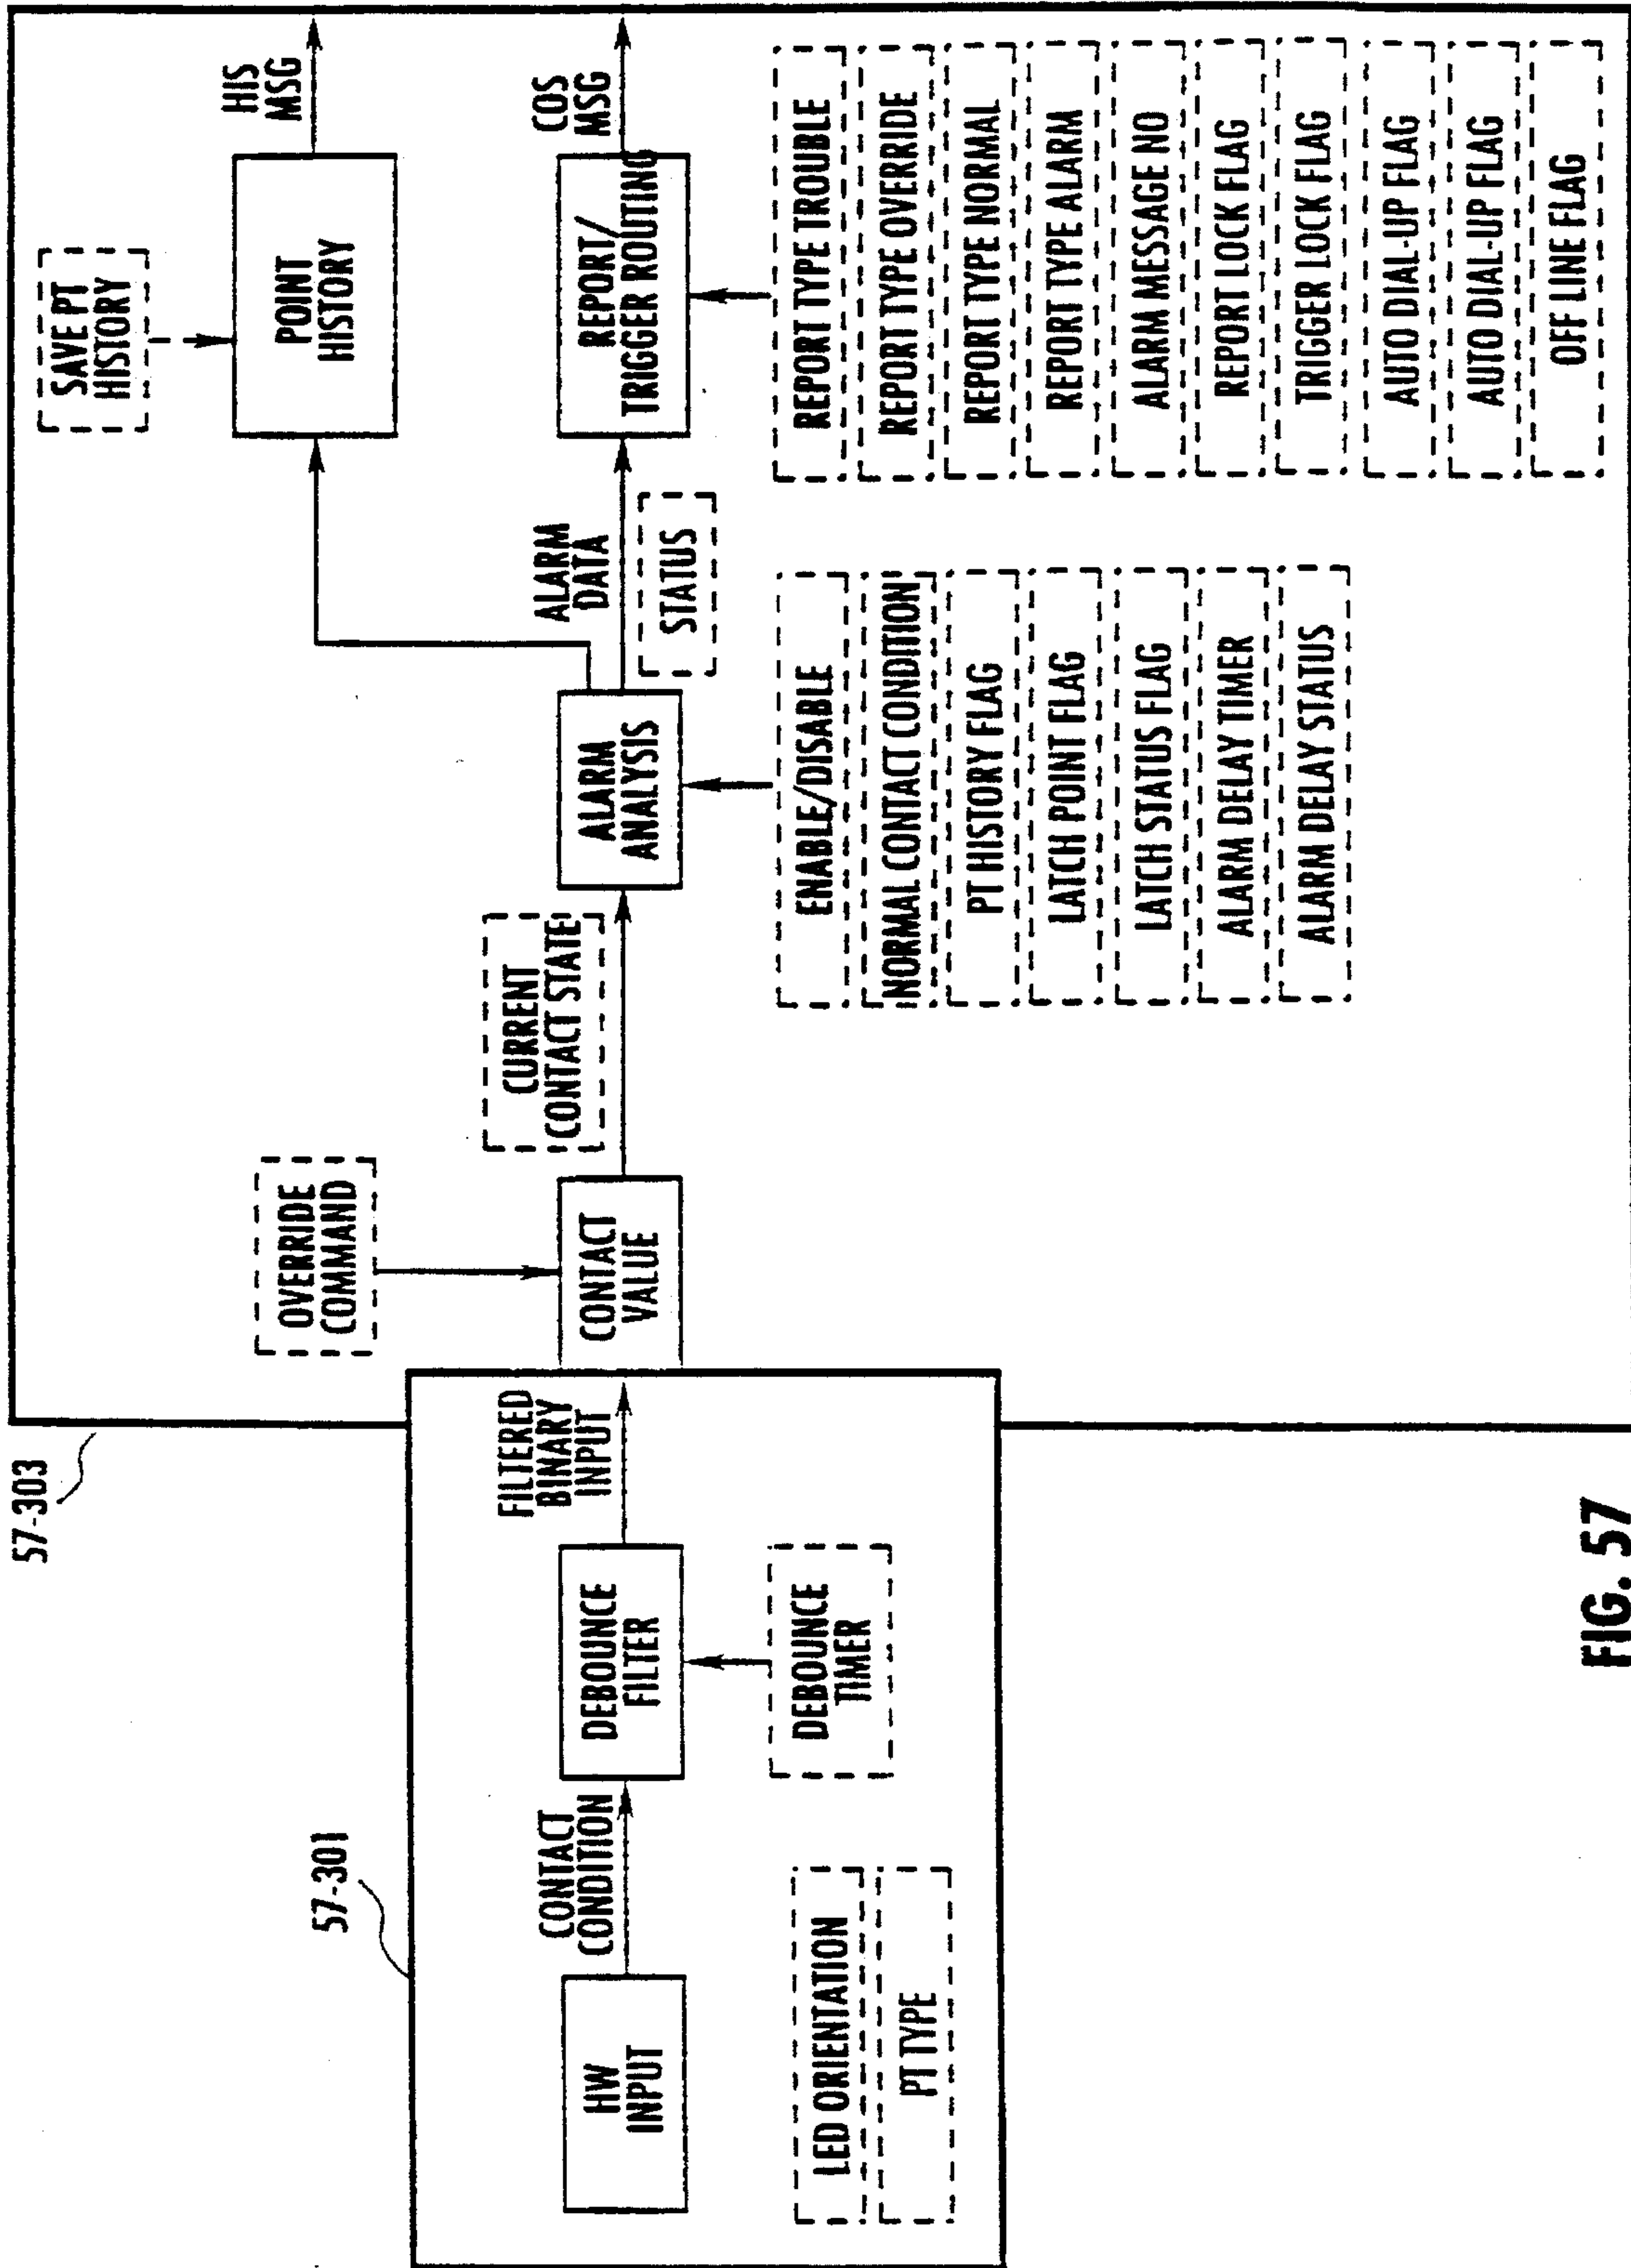 57-303
57-301
HW
INPUT
CONTACT
CONDITION
DEBOUNCE
FILTER
FILTERED
BINARY
INPUT
DEBOUNCE
TIMER
LED ORIENTATION
PT TYPE
OVERRIDE
COMMAND
CONTACT
VALUE
CURRENT
CONTACT STATE
ALARM
ANALYSIS
ENABLE/DISABLE
NORMAL CONTACT CONDITION
PT HISTORY FLAG
LATCH POINT FLAG
LATCH STATUS FLAG
ALARM DELAY TIMER
ALARM DELAY STATUS
ALARM
DATA
STATUS
SAVE PT
HISTORY
POINT
HISTORY
HIS
MSG
REPORT/
TRIGGER ROUTING
COS
MSG
REPORT TYPE TROUBLE
REPORT TYPE OVERRIDE
REPORT TYPE NORMAL
REPORT TYPE ALARM
ALARM MESSAGE NO
REPORT LOCK FLAG
TRIGGER LOCK FLAG
AUTO DIAL-UP FLAG
AUTO DIAL-UP FLAG
OFF LINE FLAG
FIG. 57